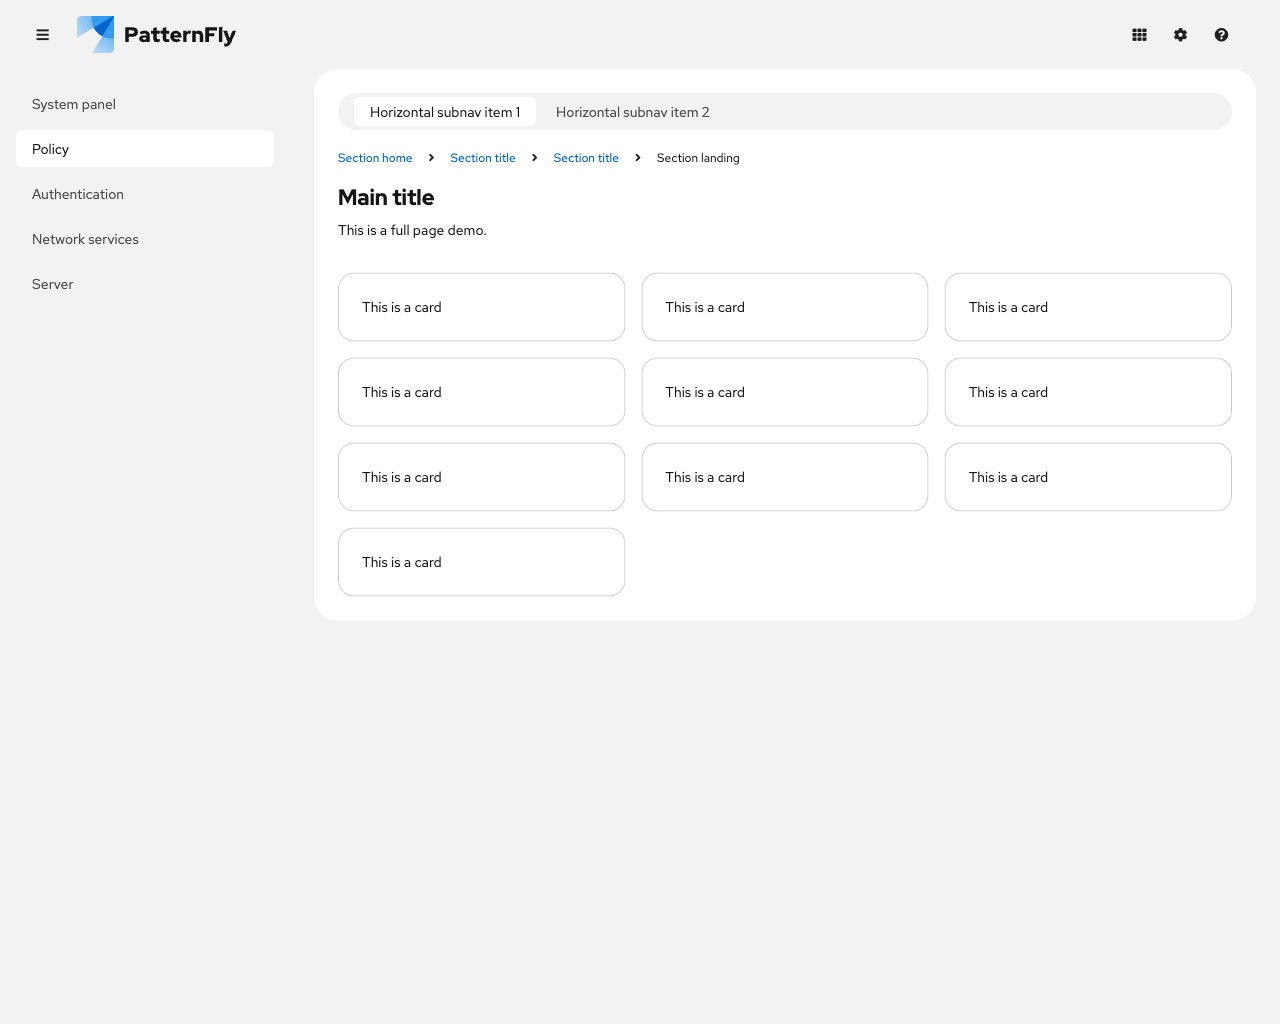 PatternFly
System panel
Policy
Authentication
Network services
Server
Horizontal subnav item 1 Horizontal subnav item 2
Section home Section title Section title Section landing
Main title
This is a full page demo.
This is a card This is a card This is a card
This is a card This is a card This is a card
This is a card This is a card This is a card
This is a card